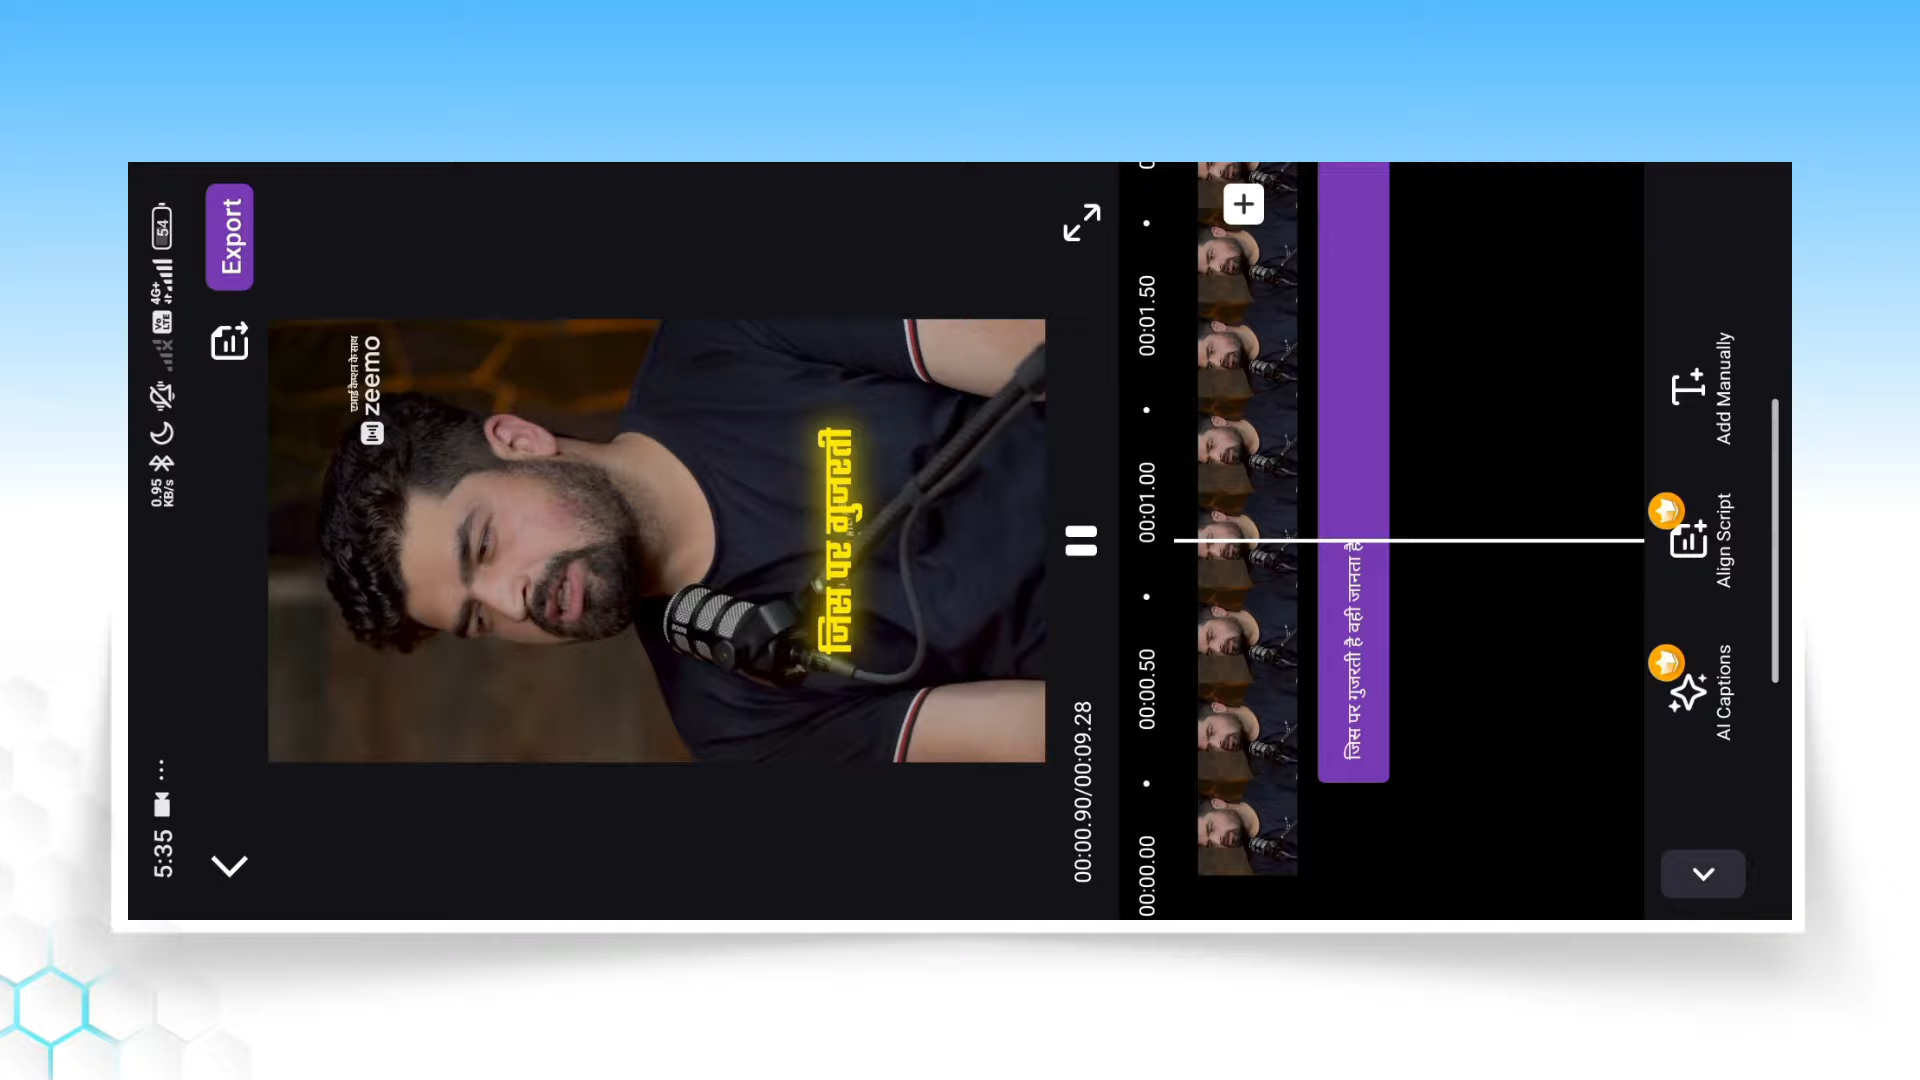 5:35 ...
0.95 KB/s
Vo LTE 4G+ 54
Export
एआई कैप्शन के साथ
zeemo
जिस पर गुजरती
00:00.90/00:09.28
00:00.00 00:00.50 00:01.00 00:01.50
जिस पर गुजरती है वही जानता है
AI Captions
Align Script
Add Manually